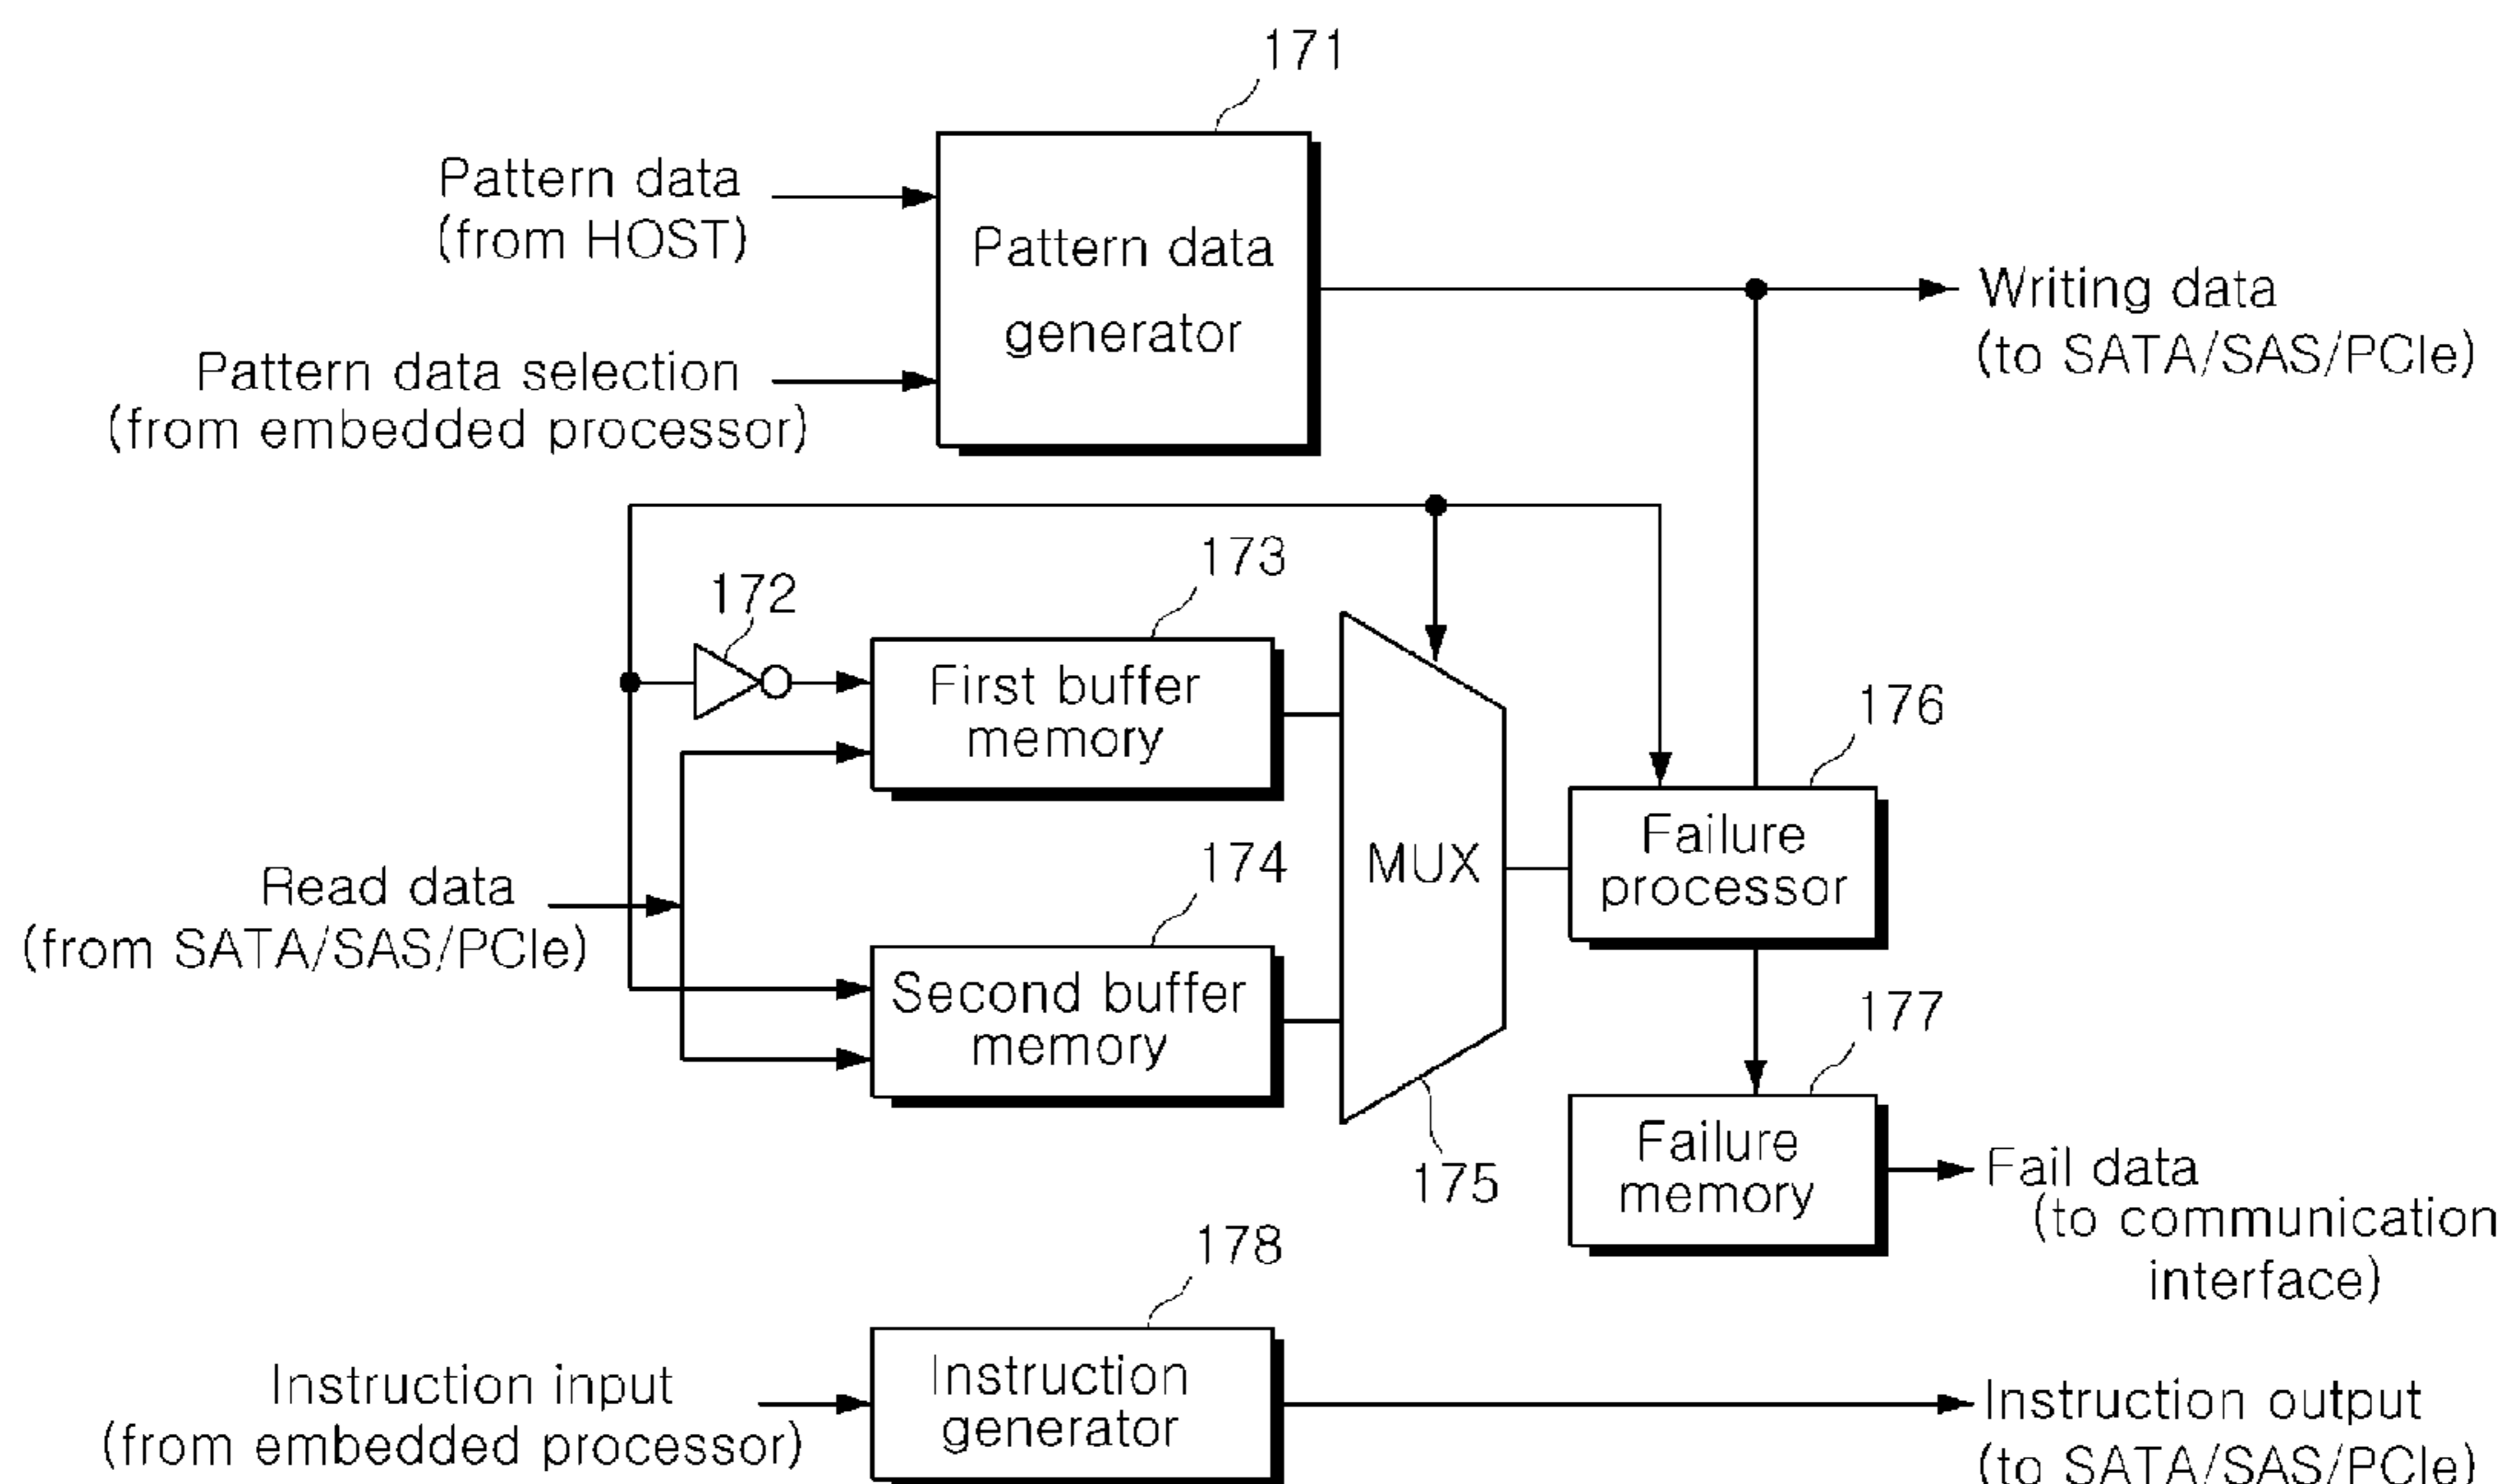 171
Pattern data
(from HOST)
Pattern data
generator
Writing data
(to SATA/SAS/PCIe)
Pattern data selection
(from embedded processor)
173
172
First buffer
memory
176
Failure
processor
174
MUX
Read data
(from SATA/SAS/PCIe)
Second buffer
memory
177
175
Failure
memory
Fail data
(to communication
interface)
178
Instruction input
(from embedded processor)
Instruction
generator
Instruction output
(to SATA/SAS/PCIe)